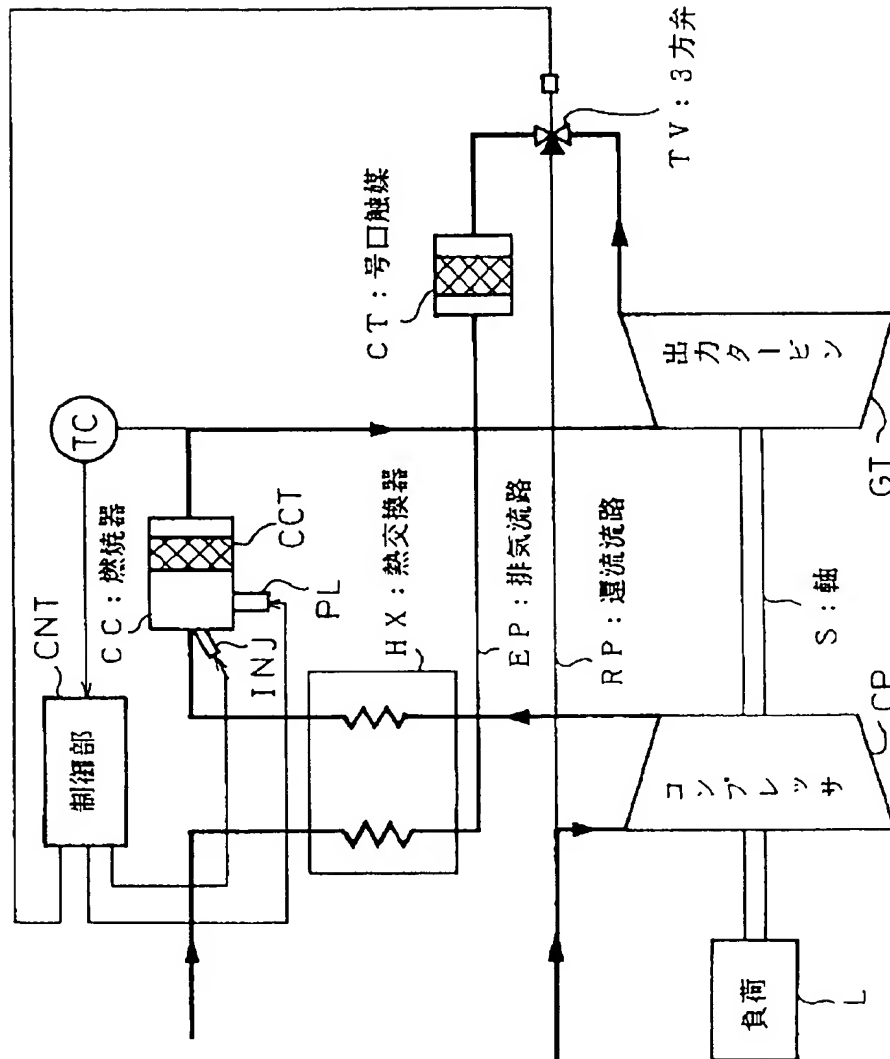 制御部
CNT
TC
CC:燃焼器
CCT
PL
INJ
HX:熱交換器
EP:排気流路
RP:還流流路
CT:号口触媒
TV:3方弁
出力タービン
GT
S:軸
コンプレッサ
CP
負荷
L